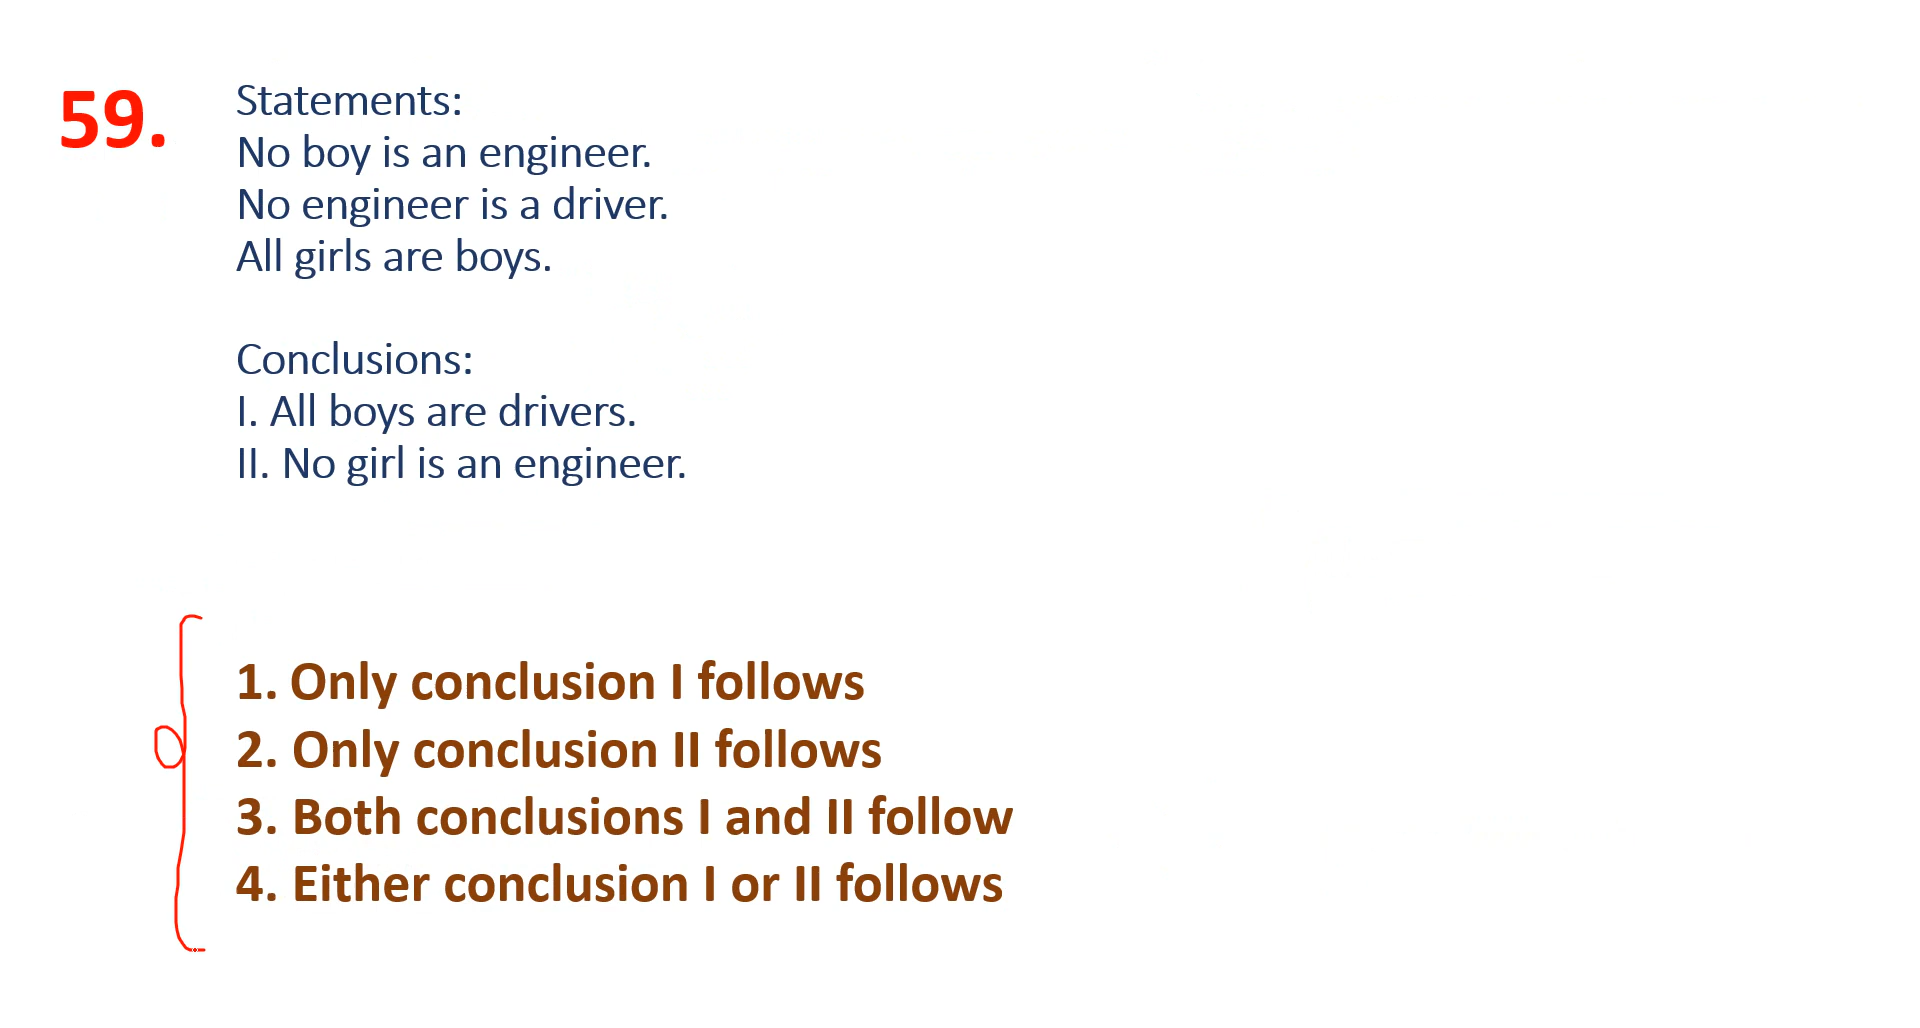 59.
Statements:
No boy is an engineer.
No engineer is a driver.
All girls are boys.
Conclusions:
I. All boys are drivers.
II. No girl is an engineer.
1. Only conclusion I follows
2. Only conclusion II follows
3. Both conclusions I and II follow
4. Either conclusion I or II follows